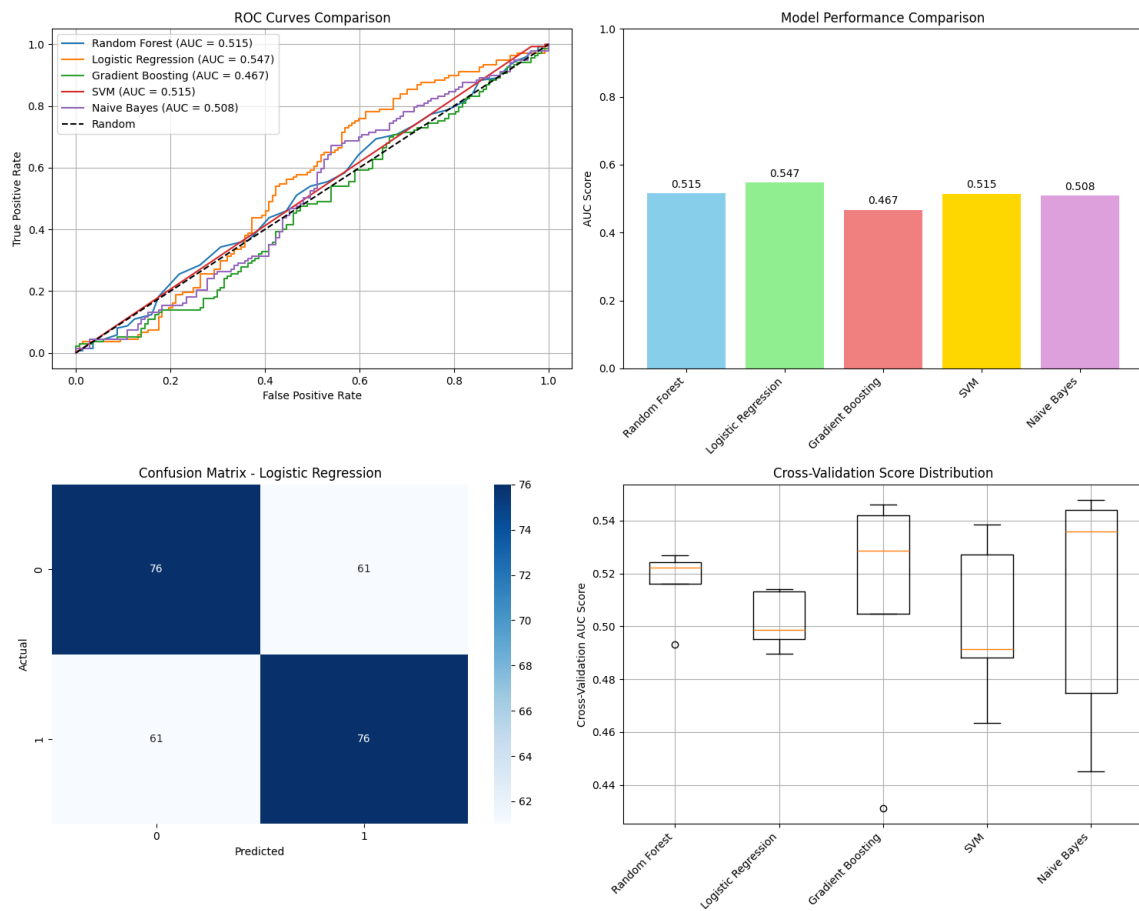 ROC Curves Comparison
Random Forest (AUC = 0.515)
Logistic Regression (AUC = 0.547)
Gradient Boosting (AUC = 0.467)
SVM (AUC = 0.515)
Naive Bayes (AUC = 0.508)
Random
True Positive Rate
1.0
0.8
0.6
0.4
0.2
0.0
0.0 0.2 0.4 0.6 0.8 1.0
False Positive Rate
Model Performance Comparison
AUC Score
1.0
0.8
0.6
0.4
0.2
0.0
0.515 0.547 0.467 0.515 0.508
Random Forest
Logistic Regression
Gradient Boosting
SVM
Naive Bayes
Confusion Matrix - Logistic Regression
Actual
0
1
76 61
61 76
0 1
Predicted
76
74
72
70
68
66
64
62
Cross-Validation Score Distribution
Cross-Validation AUC Score
0.54
0.52
0.50
0.48
0.46
0.44
Random Forest
Logistic Regression
Gradient Boosting
SVM
Naive Bayes